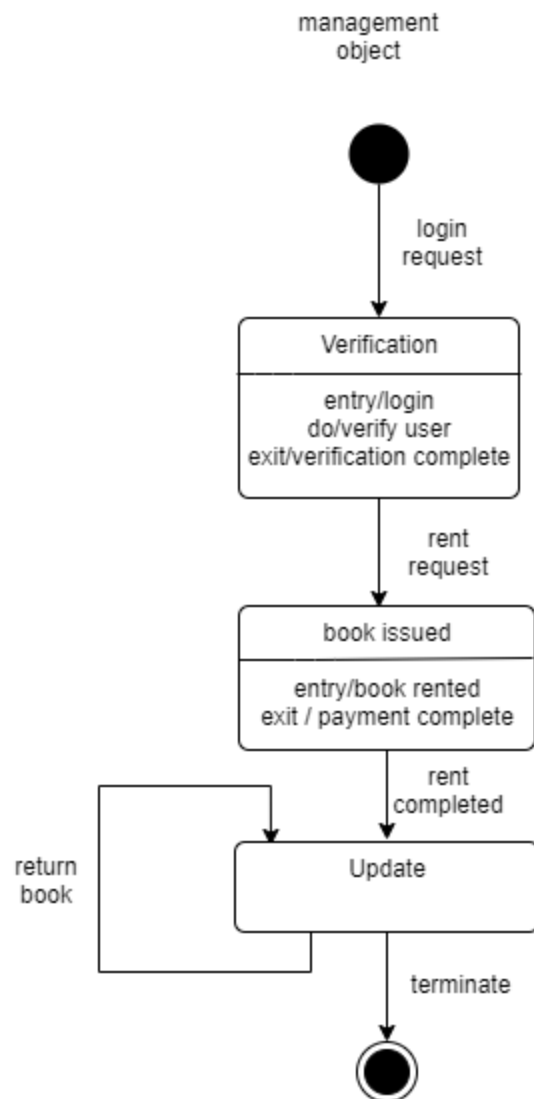 management
object
login
request
Verification
entry/login
do/verify user
exit/verification complete
rent
request
book issued
entry/book rented
exit / payment complete
rent
completed
return
book
Update
terminate